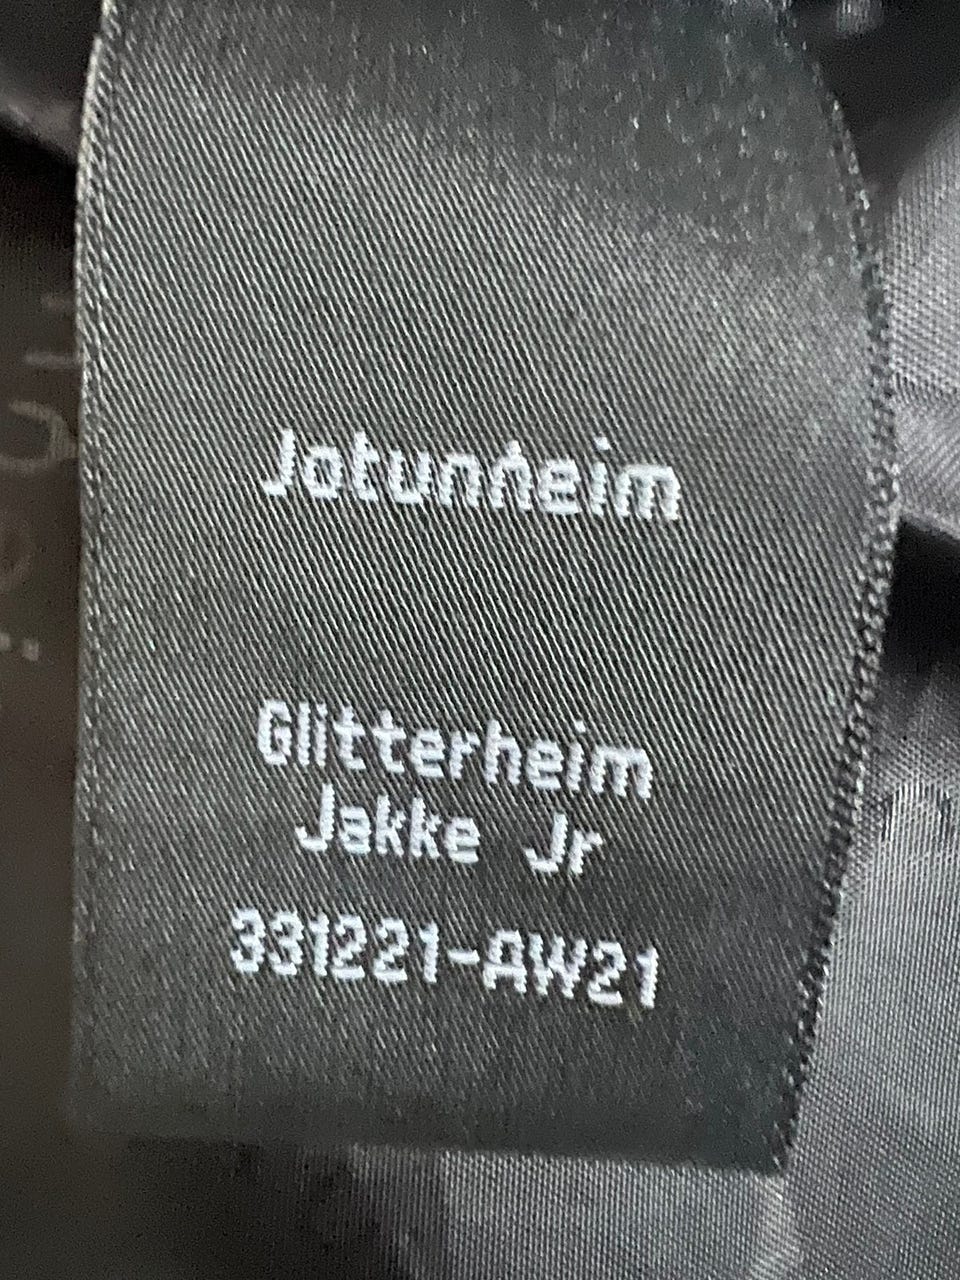 Jotunheim
Glitterheim
Jakke Jr
331221-AW21